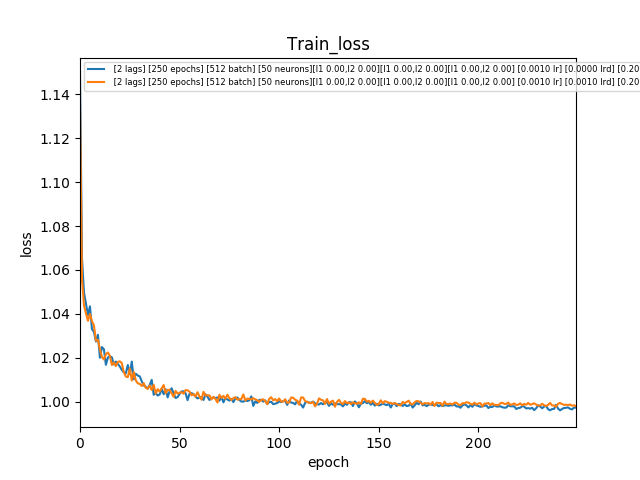 Train_loss
[2 lags] [250 epochs] [512 batch] [50 neurons][l1 0.00,l2 0.00][l1 0.00,l2 0.00][l1 0.00,l2 0.00] [0.0010 lr] [0.0000 lrd] [0.20
[2 lags] [250 epochs] [512 batch] [50 neurons][l1 0.00,l2 0.00][l1 0.00,l2 0.00][l1 0.00,l2 0.00] [0.0010 lr] [0.0010 lrd] [0.20
1.14
1.12
1.10
1.08
1.06
1.04
1.02
1.00
loss
0 50 100 150 200
epoch